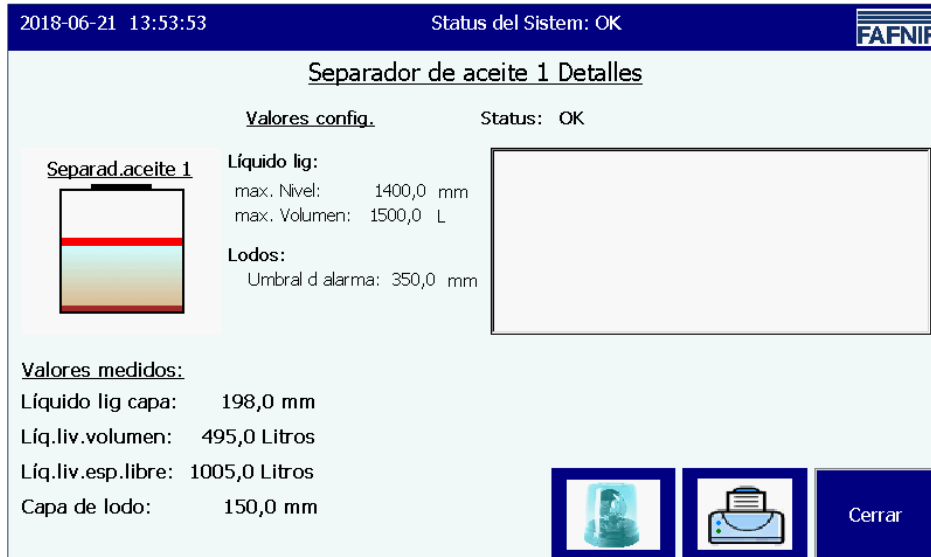 2018-06-21 13:53:53 Status del Sistem: OK FAFNIR
Separador de aceite 1 Detalles
Valores config. Status: OK
Separad.aceite 1
Líquido lig:
max. Nivel: 1400,0 mm
max. Volumen: 1500,0 L
Lodos:
Umbral d alarma: 350,0 mm
Valores medidos:
Líquido lig capa: 198,0 mm
Líq.liv.volumen: 495,0 Litros
Líq.liv.esp.libre: 1005,0 Litros
Capa de lodo: 150,0 mm
Cerrar